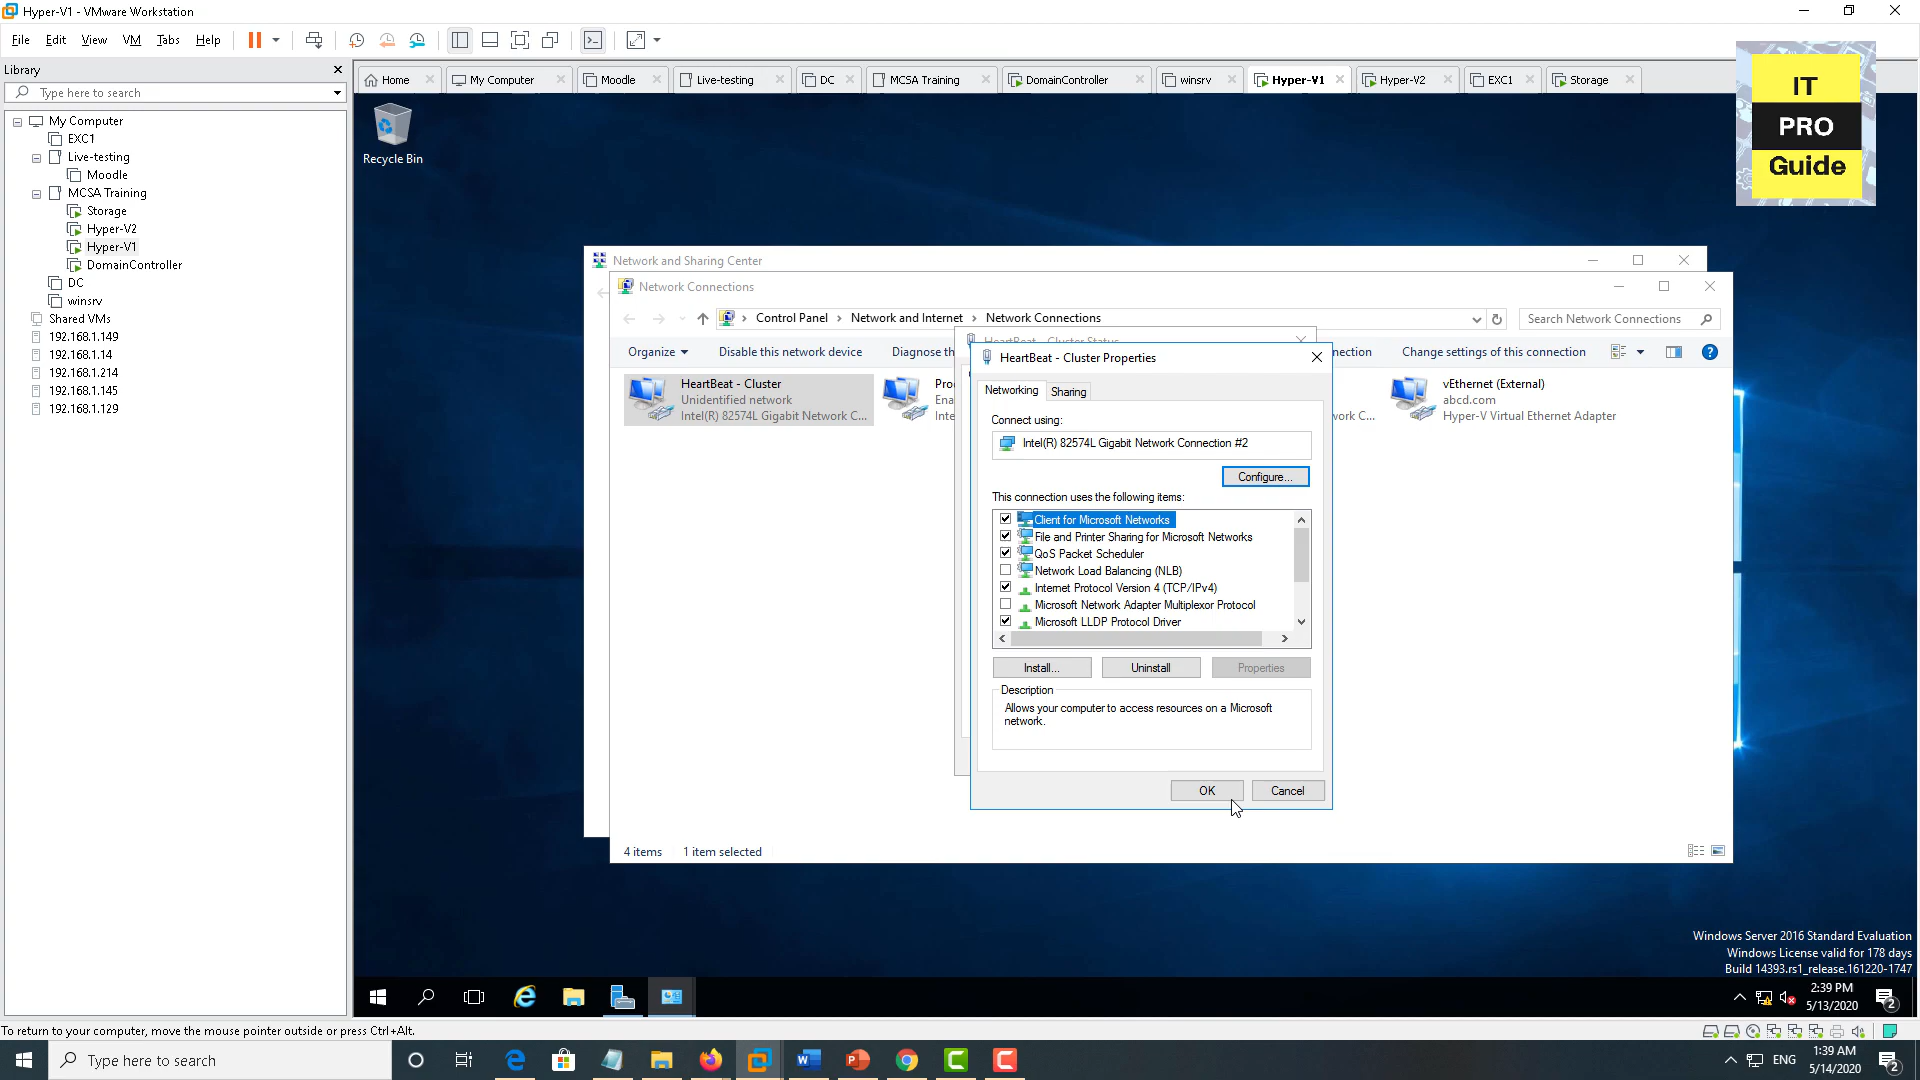 Hyper-V1 - VMware Workstation
File Edit View VM Tabs Help
Library
Type here to search
Home
My Computer
Moodle
Live-testing
DC
MCSA Training
DomainController
winsrv
Hyper-V1
Hyper-V2
EXC1
Storage
My Computer
EXC1
Live-testing
Moodle
MCSA Training
Storage
Hyper-V2
Hyper-V1
DomainController
DC
winsrv
Shared VMs
192.168.1.149
192.168.1.14
192.168.1.214
192.168.1.145
192.168.1.129
Recycle Bin
IT
PRO
Guide
Network and Sharing Center
Network Connections
Control Panel > Network and Internet > Network Connections
Search Network Connections
Organize
Disable this network device
Diagnose th
nection
Change settings of this connection
HeartBeat - Cluster
Unidentified network
Intel(R) 82574L Gigabit Network C...
Pro
Ena
Inte
work C...
vEthernet (External)
abcd.com
Hyper-V Virtual Ethernet Adapter
HeartBeat - Cluster Status
HeartBeat - Cluster Properties
Networking
Sharing
Connect using:
Intel(R) 82574L Gigabit Network Connection #2
Configure...
This connection uses the following items:
Client for Microsoft Networks
File and Printer Sharing for Microsoft Networks
QoS Packet Scheduler
Network Load Balancing (NLB)
Internet Protocol Version 4 (TCP/IPv4)
Microsoft Network Adapter Multiplexor Protocol
Microsoft LLDP Protocol Driver
Install...
Uninstall
Properties
Description
Allows your computer to access resources on a Microsoft
network.
OK
Cancel
4 items
1 item selected
Windows Server 2016 Standard Evaluation
Windows License valid for 178 days
Build 14393.rs1_release.161220-1747
2:39 PM
5/13/2020
2
To return to your computer, move the mouse pointer outside or press Ctrl+Alt.
Type here to search
ENG
1:39 AM
5/14/2020
2